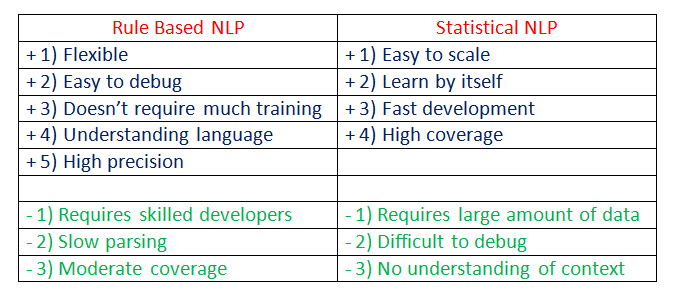 Rule Based NLP Statistical NLP
+ 1) Flexible + 1) Easy to scale
+ 2) Easy to debug + 2) Learn by itself
+ 3) Doesn’t require much training + 3) Fast development
+ 4) Understanding language + 4) High coverage
+ 5) High precision
- 1) Requires skilled developers - 1) Requires large amount of data
- 2) Slow parsing - 2) Difficult to debug
- 3) Moderate coverage - 3) No understanding of context